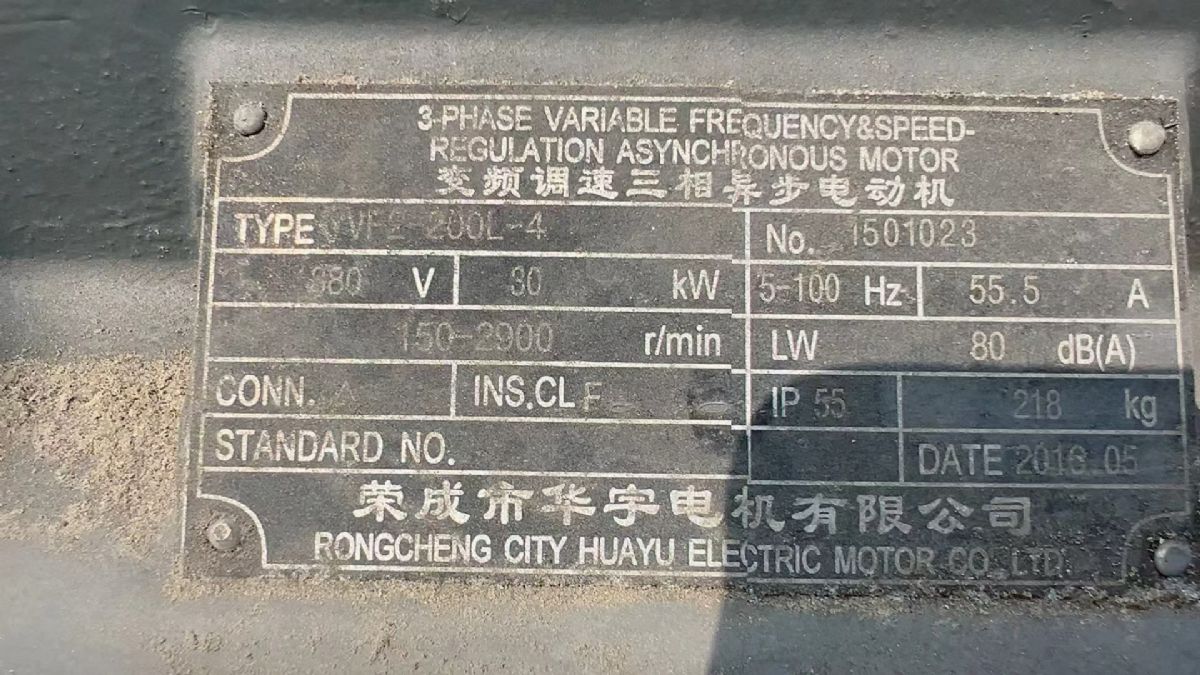 3-PHASE VARIABLE FREQUENCY&SPEED-
REGULATION ASYNCHRONOUS MOTOR
变频调速三相异步电动机
TYPE 200L-4 No. 1501023
380 V 30 kW 5-100 Hz 55.5 A
150-2900 r/min LW 80 dB(A)
CONN. INS.CL F IP 55 218 kg
STANDARD NO. DATE
荣成市华宇电机有限公司
RONGCHENG CITY HUAYU ELECTRIC MOTOR CO.,LTD.